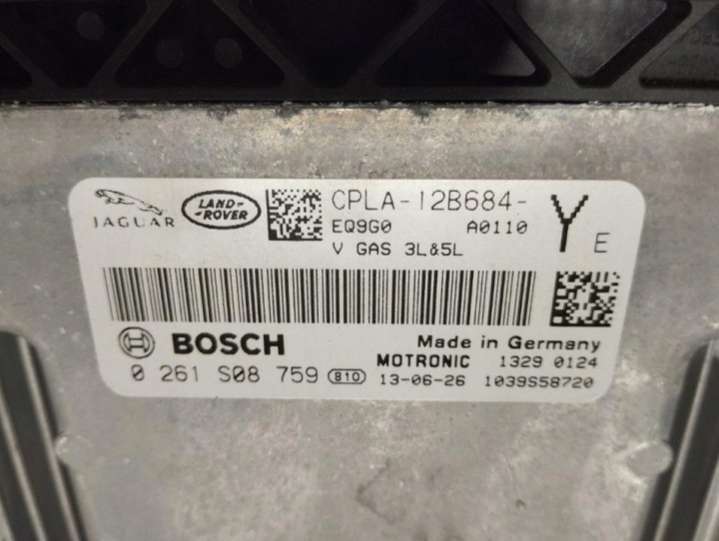 JAGUAR
LAND-
-ROVER
CPLA-12B684- YE
EQ9G0 A0110
V GAS 3L&5L
BOSCH Made in Germany
MOTRONIC 1329 0124
0 261 S08 759 810 13-06-26 1039S58720